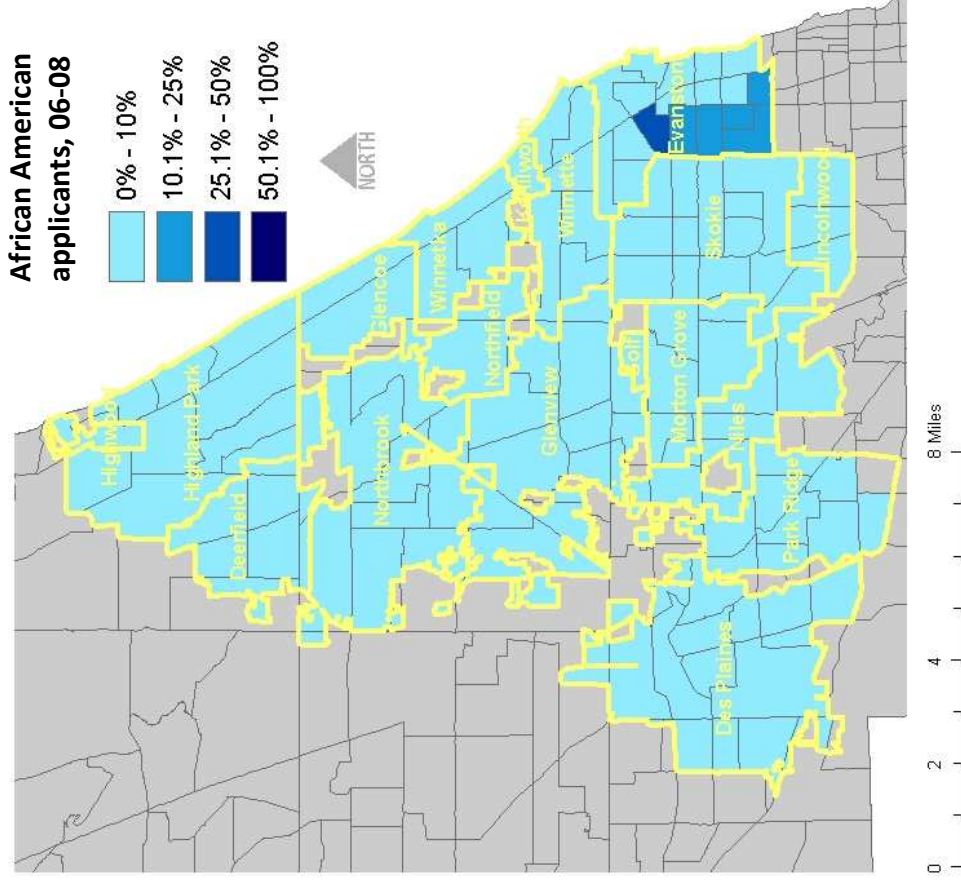 African American
applicants, 06-08
0% - 10%
10.1% - 25%
25.1% - 50%
50.1% - 100%
NORTH
Highwood
Highland Park
Deerfield
Glencoe
Northbrook
Winnetka
Northfield
Kenilworth
Wilmette
Glenview
Golf
Evanston
Skokie
Morton Grove
Niles
Lincolnwood
Park Ridge
Des Plaines
0 2 4 8 Miles